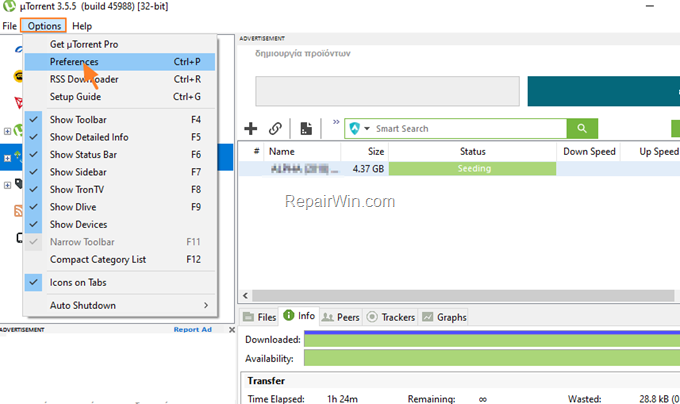 µTorrent 3.5.5 (build 45988) [32-bit]
File Options Help
Get µTorrent Pro
Preferences Ctrl+P
RSS Downloader Ctrl+R
Setup Guide Ctrl+G
Show Toolbar F4
Show Detailed Info F5
Show Status Bar F6
Show Sidebar F7
Show TronTV F8
Show Dlive F9
Show Devices
Narrow Toolbar F11
Compact Category List F12
Icons on Tabs
Auto Shutdown
ADVERTISEMENT Report Ad
ADVERTISEMENT
δημιουργία προϊόντων
Smart Search
# Name Size Status Down Speed Up Speed
4.37 GB Seeding
RepairWin.com
Files Info Peers Trackers Graphs
Downloaded:
Availability:
Transfer
Time Elapsed: 1h 24m Remaining: ∞ Wasted: 28.8 kB (0